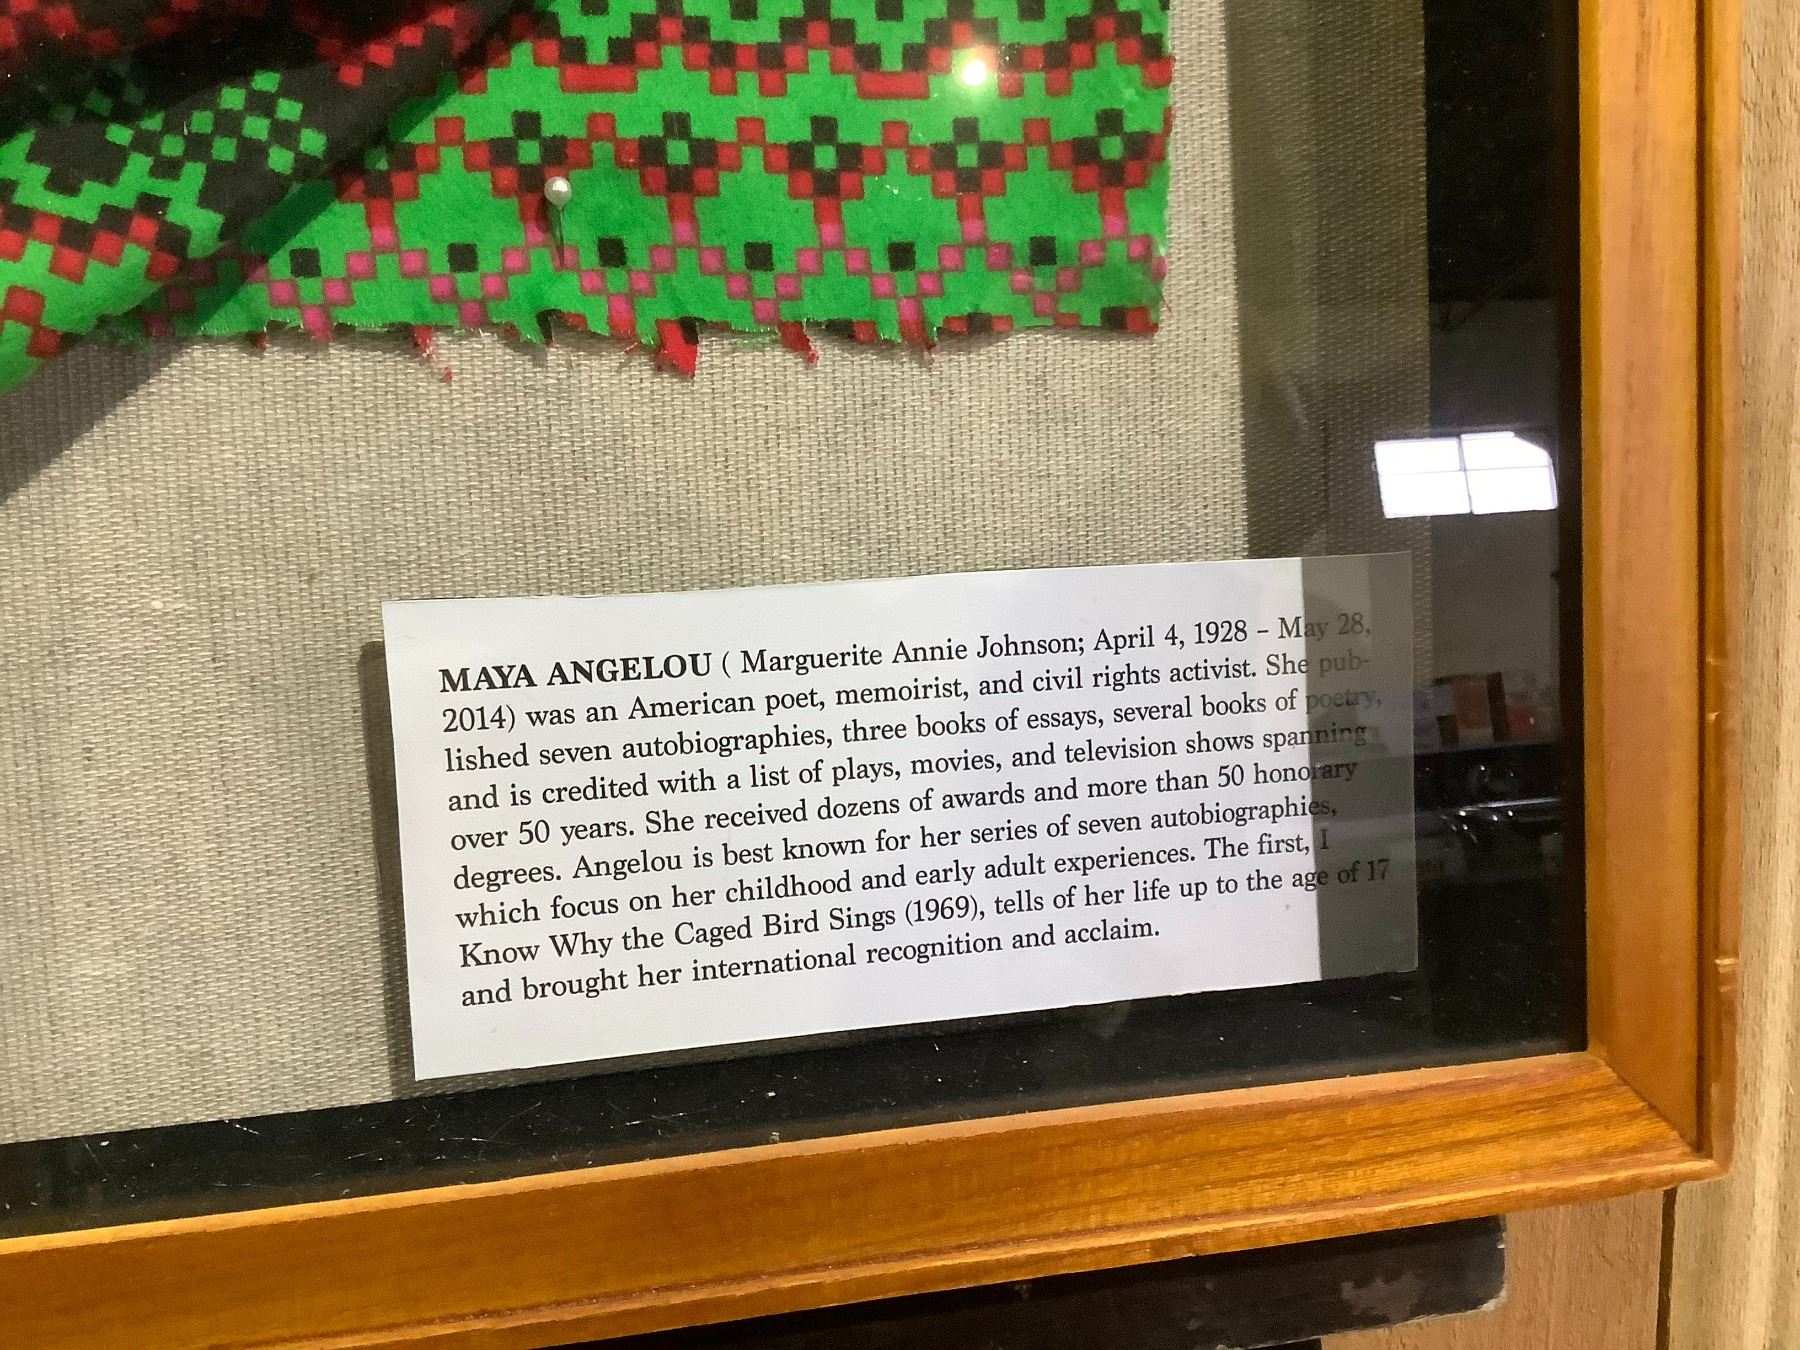 MAYA ANGELOU ( Marguerite Annie Johnson; April 4, 1928 – May 28,
2014) was an American poet, memoirist, and civil rights activist. She pub-
lished seven autobiographies, three books of essays, several books of poetry,
and is credited with a list of plays, movies, and television shows spanning
over 50 years. She received dozens of awards and more than 50 honorary
degrees. Angelou is best known for her series of seven autobiographies,
which focus on her childhood and early adult experiences. The first, I
Know Why the Caged Bird Sings (1969), tells of her life up to the age of 17
and brought her international recognition and acclaim.